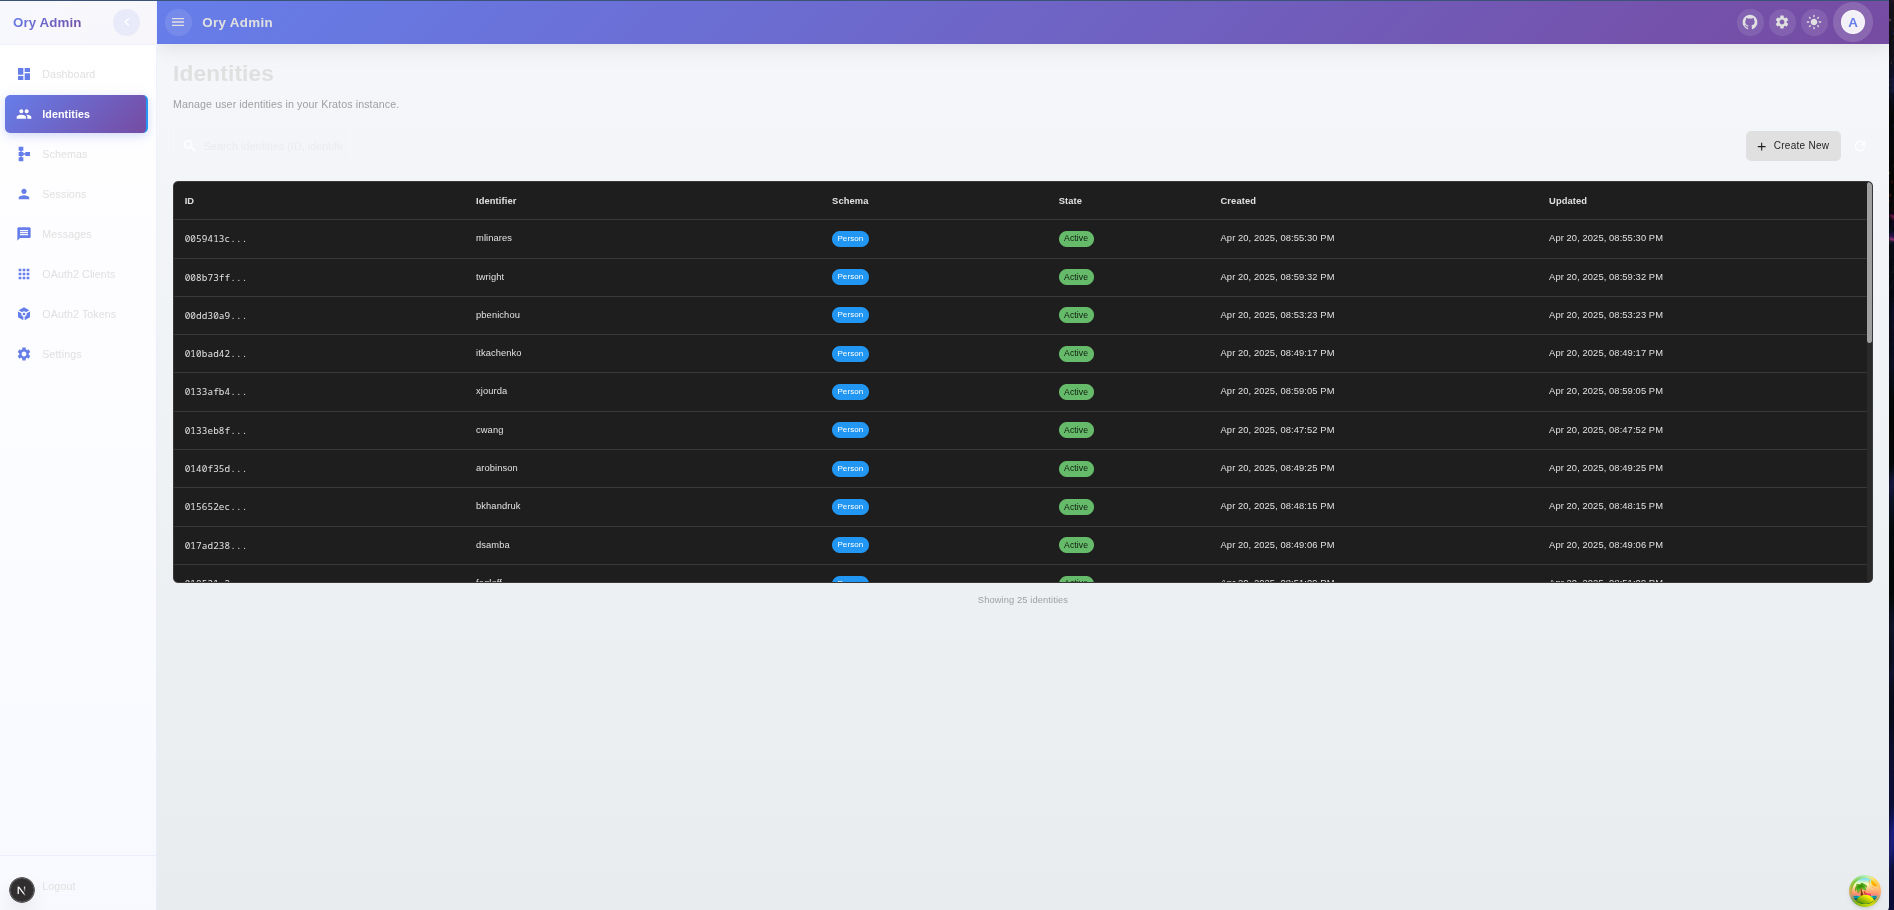 Ory Admin
Ory Admin
A
Dashboard
Identities
Schemas
Sessions
Messages
OAuth2 Clients
OAuth2 Tokens
Settings
Logout
N
Identities
Manage user identities in your Kratos instance.
Search identities (ID, identifi
Create New
ID Identifier Schema State Created Updated
0059413c... mlinares Person Active Apr 20, 2025, 08:55:30 PM Apr 20, 2025, 08:55:30 PM
008b73ff... twright Person Active Apr 20, 2025, 08:59:32 PM Apr 20, 2025, 08:59:32 PM
00dd30a9... pbenichou Person Active Apr 20, 2025, 08:53:23 PM Apr 20, 2025, 08:53:23 PM
010bad42... itkachenko Person Active Apr 20, 2025, 08:49:17 PM Apr 20, 2025, 08:49:17 PM
0133afb4... xjourda Person Active Apr 20, 2025, 08:59:05 PM Apr 20, 2025, 08:59:05 PM
0133eb8f... cwang Person Active Apr 20, 2025, 08:47:52 PM Apr 20, 2025, 08:47:52 PM
0140f35d... arobinson Person Active Apr 20, 2025, 08:49:25 PM Apr 20, 2025, 08:49:25 PM
015652ec... bkhandruk Person Active Apr 20, 2025, 08:48:15 PM Apr 20, 2025, 08:48:15 PM
017ad238... dsamba Person Active Apr 20, 2025, 08:49:06 PM Apr 20, 2025, 08:49:06 PM
Showing 25 identities